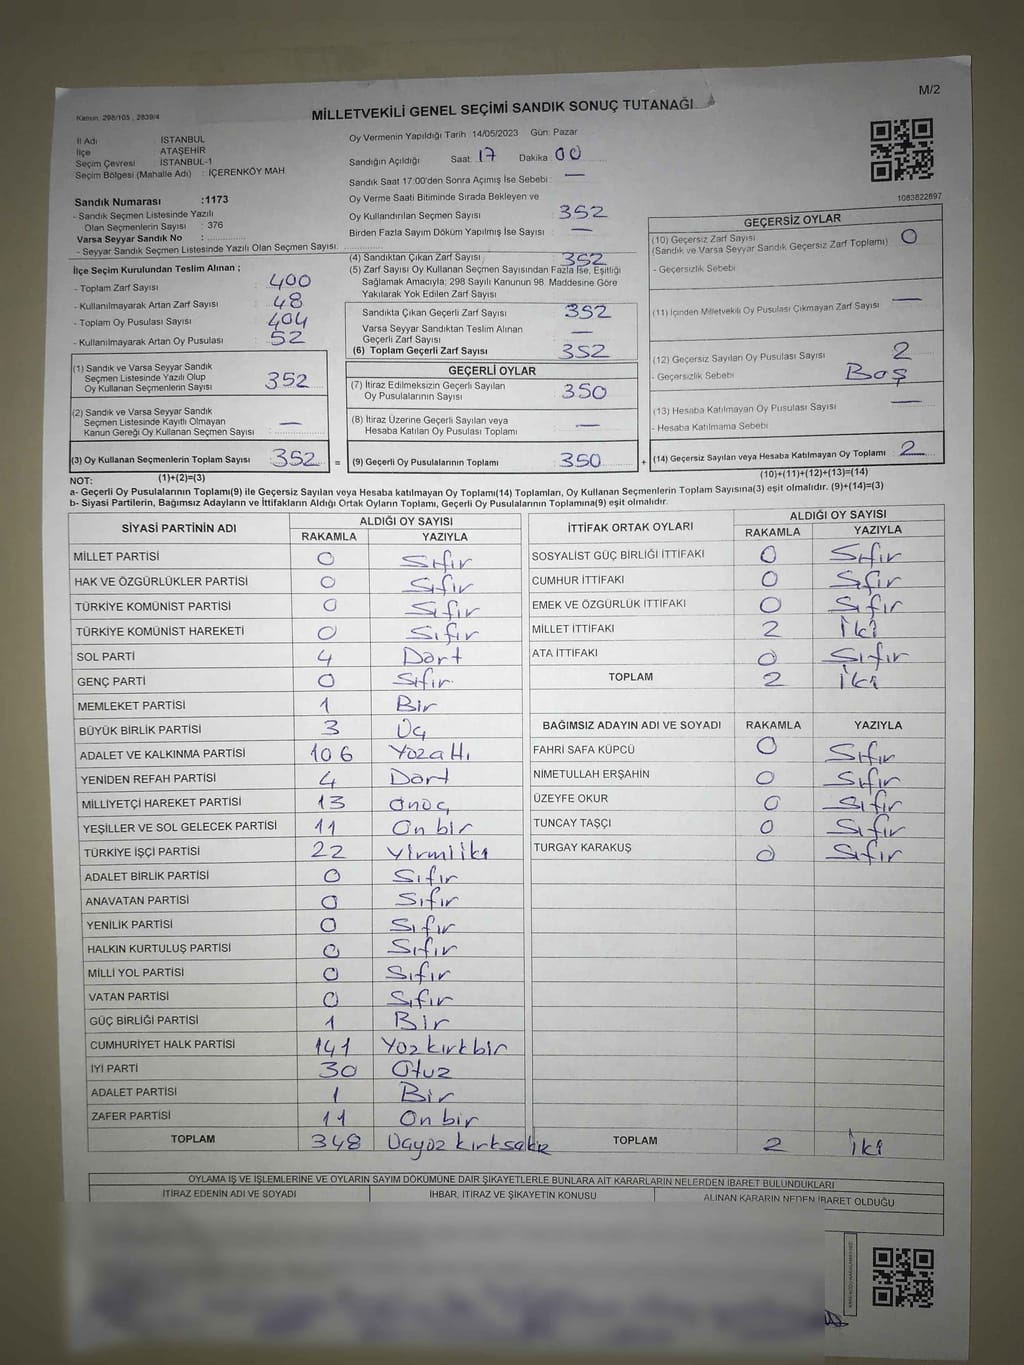 M/2
Kanun: 298/105 , 2839/4
MİLLETVEKİLİ GENEL SEÇİMİ SANDIK SONUÇ TUTANAĞI
İl Adı : İSTANBUL
İlçe : ATAŞEHİR
Seçim Çevresi : İSTANBUL-1
Seçim Bölgesi (Mahalle Adı) : İÇERENKÖY MAH.
Sandık Numarası :1173
- Sandık Seçmen Listesinde Yazılı
Olan Seçmenlerin Sayısı : 376
Varsa Seyyar Sandık No :
- Seyyar Sandık Seçmen Listesinde Yazılı Olan Seçmen Sayısı:
Oy Vermenin Yapıldığı Tarih :14/05/2023 Gün: Pazar
Sandığın Açıldığı Saat: 17 Dakika 00
Sandık Saat 17:00'den Sonra Açımış İse Sebebi : —
Oy Verme Saati Bitiminde Sırada Bekleyen ve
Oy Kullandırılan Seçmen Sayısı 352
Birden Fazla Sayım Döküm Yapılmış İse Sayısı : —
1083822697
İlçe Seçim Kurulundan Teslim Alınan ;
- Toplam Zarf Sayısı : 400
- Kullanılmayarak Artan Zarf Sayısı : 48
- Toplam Oy Pusulası Sayısı : 404
- Kullanılmayarak Artan Oy Pusulası : 52
(1) Sandık ve Varsa Seyyar Sandık
Seçmen Listesinde Yazılı Olup
Oy Kullanan Seçmenlerin Sayısı : 352
(2) Sandık ve Varsa Seyyar Sandık
Seçmen Listesinde Kayıtlı Olmayan
Kanun Gereği Oy Kullanan Seçmen Sayısı : —
(3) Oy Kullanan Seçmenlerin Toplam Sayısı 352 =
(4) Sandıktan Çıkan Zarf Sayısı : 352
(5) Zarf Sayısı Oy Kullanan Seçmen Sayısından Fazla İse, Eşitliği
Sağlamak Amacıyla; 298 Sayılı Kanunun 98. Maddesine Göre
Yakılarak Yok Edilen Zarf Sayısı
Sandıkta Çıkan Geçerli Zarf Sayısı: 352
Varsa Seyyar Sandıktan Teslim Alınan
Geçerli Zarf Sayısı: —
(6) Toplam Geçerli Zarf Sayısı 352
GEÇERLİ OYLAR
(7) İtiraz Edilmeksizin Geçerli Sayılan
Oy Pusulalarının Sayısı : 350
(8) İtiraz Üzerine Geçerli Sayılan veya
Hesaba Katılan Oy Pusulası Toplamı : —
(9) Geçerli Oy Pusulalarının Toplamı : 350 +
GEÇERSİZ OYLAR
(10) Geçersiz Zarf Sayısı
(Sandık ve Varsa Seyyar Sandık Geçersiz Zarf Toplamı) : 0
- Geçersizlik Sebebi :
(11) İçinden Milletvekili Oy Pusulası Çıkmayan Zarf Sayısı : —
(12) Geçersiz Sayılan Oy Pusulası Sayısı : 2
- Geçersizlik Sebebi : Boş
(13) Hesaba Katılmayan Oy Pusulası Sayısı : —
- Hesaba Katılmama Sebebi :
(14) Geçersiz Sayılan veya Hesaba Katılmayan Oy Toplamı : 2
NOT: (1)+(2)=(3) (10)+(11)+(12)+(13)=(14)
a- Geçerli Oy Pusulalarının Toplamı(9) ile Geçersiz Sayılan veya Hesaba katılmayan Oy Toplamı(14) Toplamları, Oy Kullanan Seçmenlerin Toplam Sayısına(3) eşit olmalıdır. (9)+(14)=(3)
b- Siyasi Partilerin, Bağımsız Adayların ve İttifakların Aldığı Ortak Oyların Toplamı, Geçerli Oy Pusulalarının Toplamına(9) eşit olmalıdır.
SİYASİ PARTİNİN ADI ALDIĞI OY SAYISI
RAKAMLA YAZIYLA
MİLLET PARTİSİ 0 Sıfır
HAK VE ÖZGÜRLÜKLER PARTİSİ 0 Sıfır
TÜRKİYE KOMÜNİST PARTİSİ 0 Sıfır
TÜRKİYE KOMÜNİST HAREKETİ 0 Sıfır
SOL PARTİ 4 Dört
GENÇ PARTİ 0 Sıfır
MEMLEKET PARTİSİ 1 Bir
BÜYÜK BİRLİK PARTİSİ 3 Üç
ADALET VE KALKINMA PARTİSİ 106 Yüzaltı
YENİDEN REFAH PARTİSİ 4 Dört
MİLLİYETÇİ HAREKET PARTİSİ 13 Onüç
YEŞİLLER VE SOL GELECEK PARTİSİ 11 On bir
TÜRKİYE İŞÇİ PARTİSİ 22 Yirmiiki
ADALET BİRLİK PARTİSİ 0 Sıfır
ANAVATAN PARTİSİ 0 Sıfır
YENİLİK PARTİSİ 0 Sıfır
HALKIN KURTULUŞ PARTİSİ 0 Sıfır
MİLLİ YOL PARTİSİ 0 Sıfır
VATAN PARTİSİ 0 Sıfır
GÜÇ BİRLİĞİ PARTİSİ 1 Bir
CUMHURİYET HALK PARTİSİ 141 Yüzkırkbir
İYİ PARTİ 30 Otuz
ADALET PARTİSİ 1 Bir
ZAFER PARTİSİ 11 On bir
TOPLAM 348 Üçyüz kırksekiz
İTTİFAK ORTAK OYLARI ALDIĞI OY SAYISI
RAKAMLA YAZIYLA
SOSYALİST GÜÇ BİRLİĞİ İTTİFAKI 0 Sıfır
CUMHUR İTTİFAKI 0 Sıfır
EMEK VE ÖZGÜRLÜK İTTİFAKI 0 Sıfır
MİLLET İTTİFAKI 2 İki
ATA İTTİFAKI 0 Sıfır
TOPLAM 2 İki
BAĞIMSIZ ADAYIN ADI VE SOYADI RAKAMLA YAZIYLA
FAHRİ SAFA KÜPCÜ 0 Sıfır
NİMETULLAH ERŞAHİN 0 Sıfır
ÜZEYFE OKUR 0 Sıfır
TUNCAY TAŞÇI 0 Sıfır
TURGAY KARAKUŞ 0 Sıfır
TOPLAM 2 İki
OYLAMA İŞ VE İŞLEMLERİNE VE OYLARIN SAYIM DÖKÜMÜNE DAİR ŞİKAYETLERLE BUNLARA AİT KARARLARIN NELERDEN İBARET BULUNDUKLARI
İTİRAZ EDENİN ADI VE SOYADI İHBAR, İTİRAZ VE ŞİKAYETİN KONUSU ALINAN KARARIN NEDEN İBARET OLDUĞU